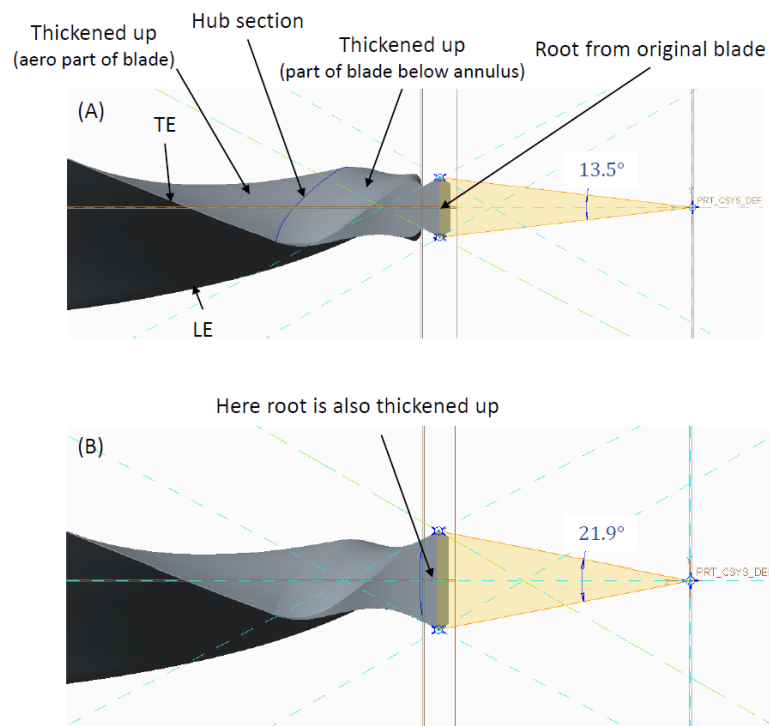 Thickened up
(aero part of blade)
Hub section
Thickened up
(part of blade below annulus)
Root from original blade
(A)
TE
13.5°
PRT_CSYS_DEF
LE
Here root is also thickened up
(B)
21.9°
PRT_CSYS_DEF